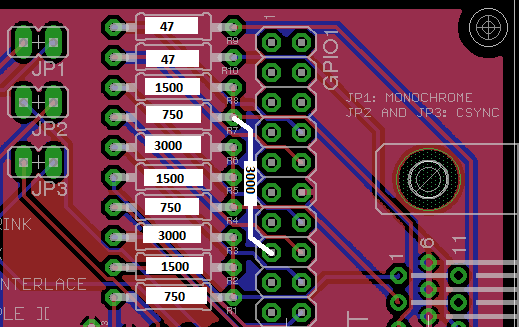 47
47
1500
750
3000
1500
750
3000
1500
750
3000
R9
R10
R8
R7
R6
R5
R4
R3
R2
R1
1
GPIO1
JP1
JP2
JP3
JP1: MONOCHROME
JP2 AND JP3: CSYNC
RINK
NTERLACE
PLE ][
1
6
11